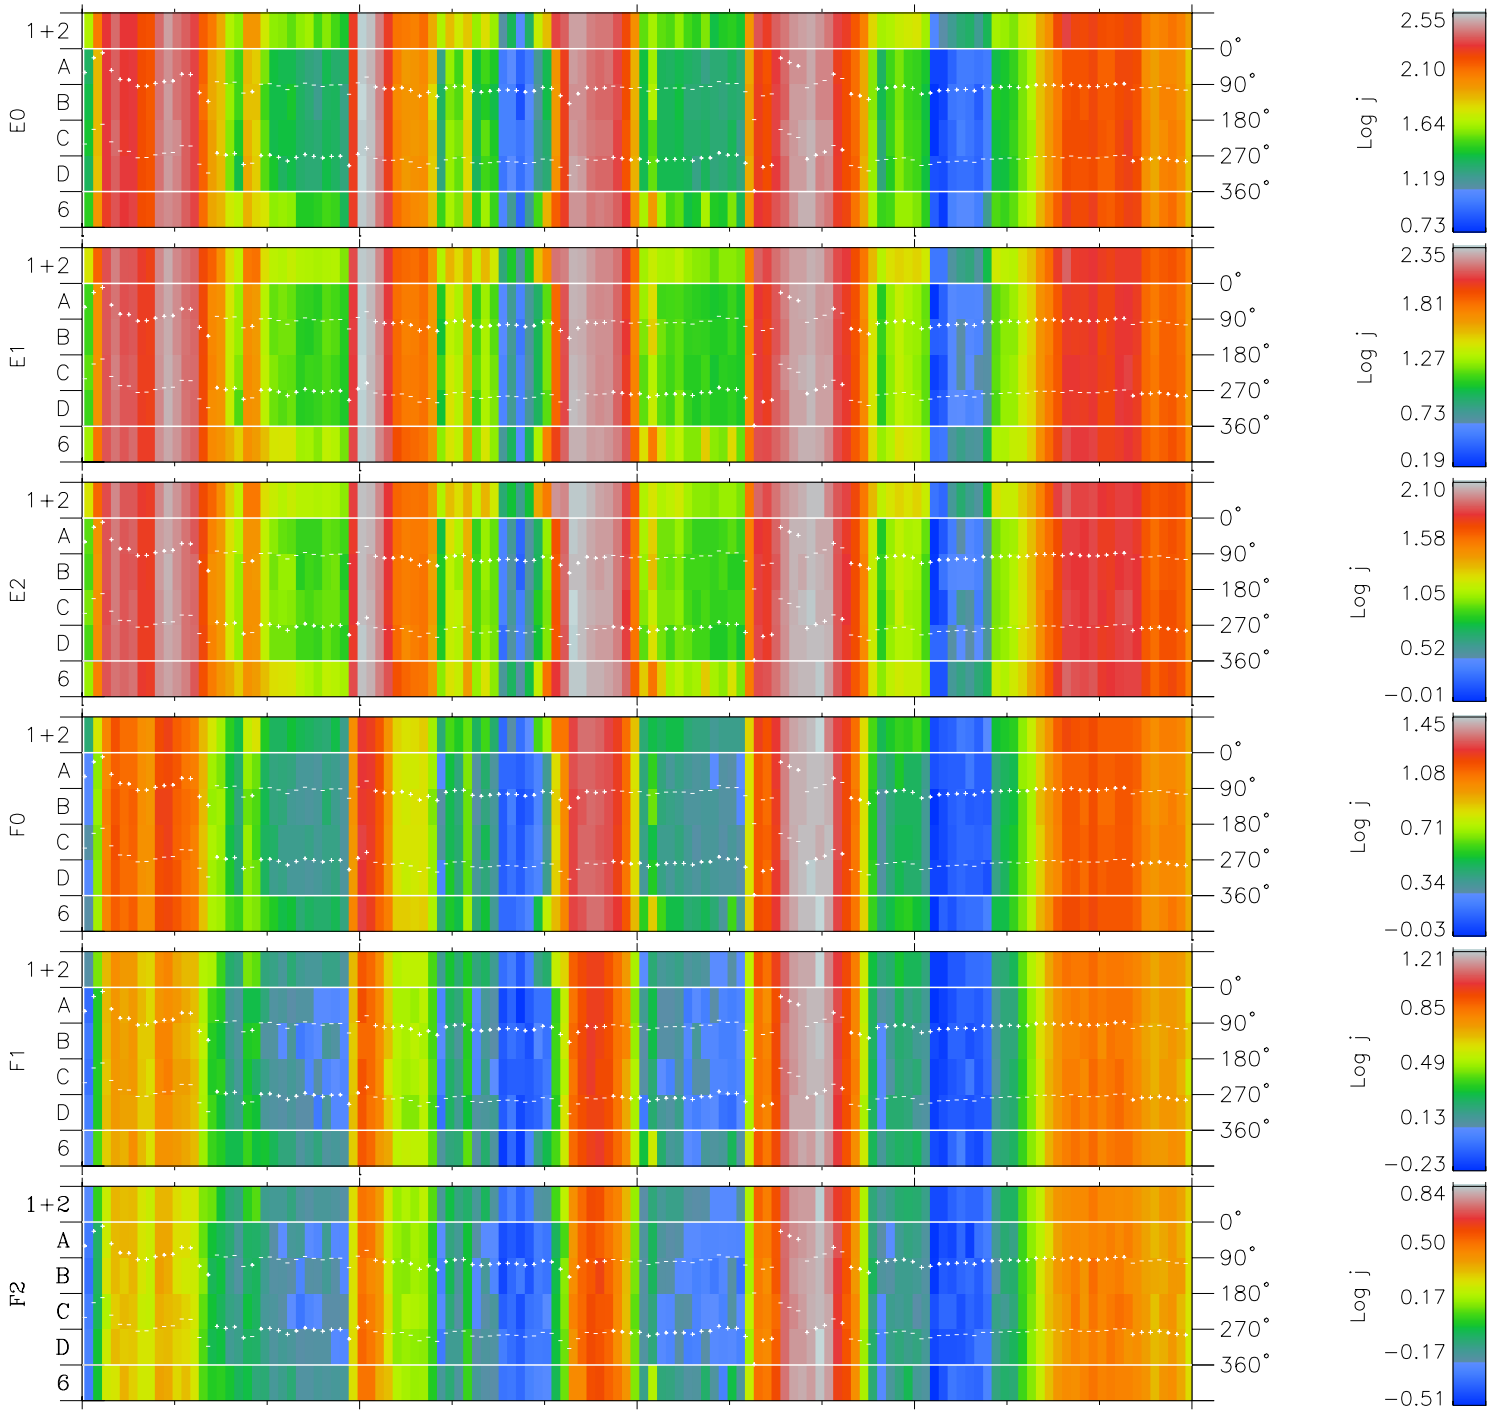 E0
1+2
A
B
C
D
6
0°
90°
180°
270°
360°
Log j
2.55
2.10
1.64
1.19
0.73
E1
1+2
A
B
C
D
6
0°
90°
180°
270°
360°
Log j
2.35
1.81
1.27
0.73
0.19
E2
1+2
A
B
C
D
6
0°
90°
180°
270°
360°
Log j
2.10
1.58
1.05
0.52
−0.01
F0
1+2
A
B
C
D
6
0°
90°
180°
270°
360°
Log j
1.45
1.08
0.71
0.34
−0.03
F1
1+2
A
B
C
D
6
0°
90°
180°
270°
360°
Log j
1.21
0.85
0.49
0.13
−0.23
F2
1+2
A
B
C
D
6
0°
90°
180°
270°
360°
Log j
0.84
0.50
0.17
−0.17
−0.51